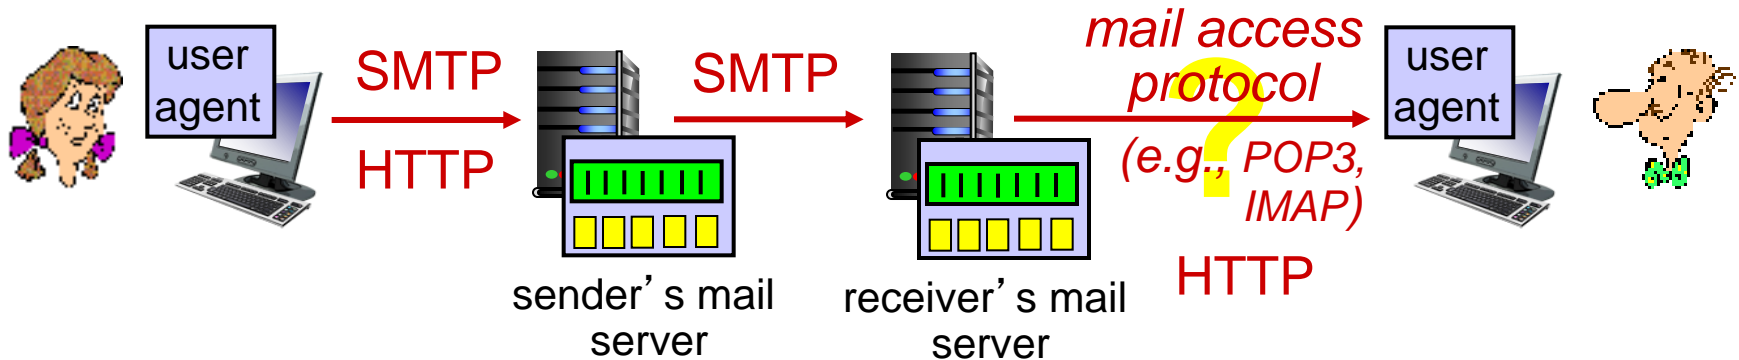 user
agent
SMTP
HTTP
sender's mail
server
SMTP
receiver's mail
server
mail access
protocol
?
(e.g., POP3,
IMAP)
HTTP
user
agent